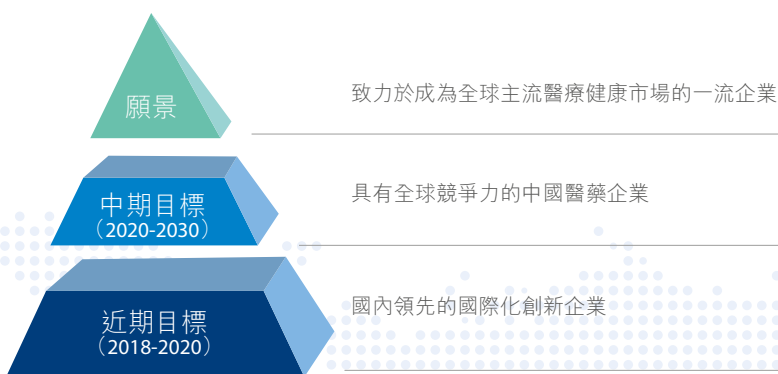 願景
致力於成為全球主流醫療健康市場的一流企業
中期目標
（2020-2030）
具有全球競爭力的中國醫藥企業
近期目標
（2018-2020）
國內領先的國際化創新企業